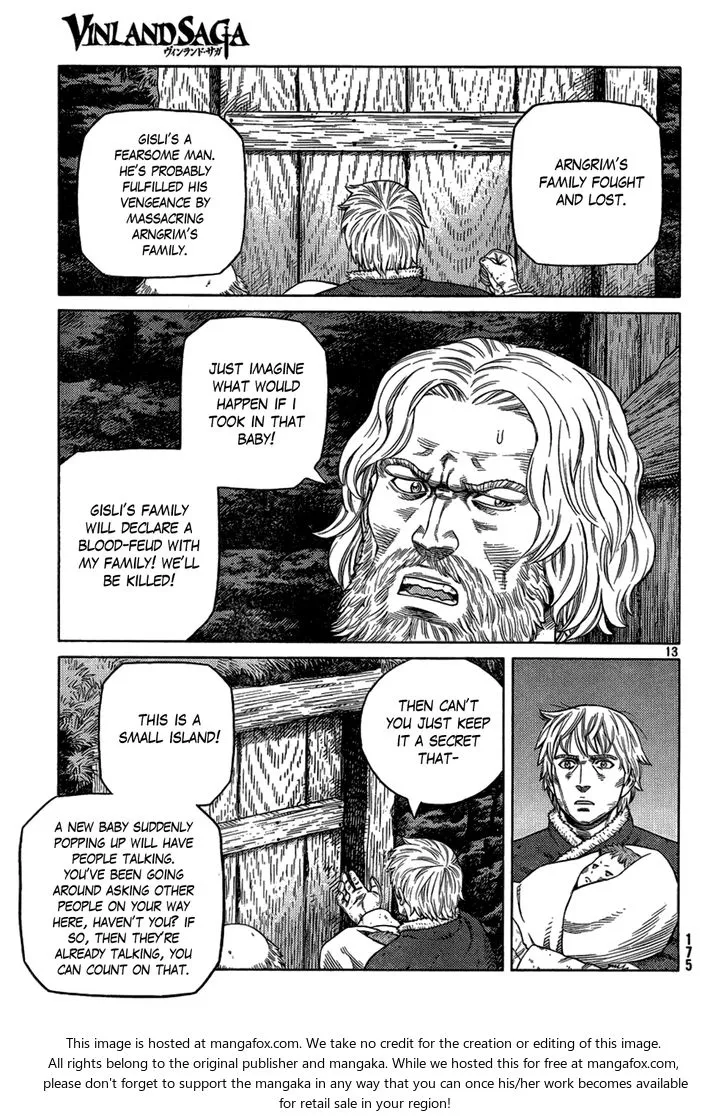 VINLAND SAGA
ヴィンランド・サガ
GISLI'S A
FEARSOME MAN.
HE'S PROBABLY
FULFILLED HIS
VENGEANCE BY
MASSACRING
ARNGRIM'S
FAMILY.
ARNGRIM'S
FAMILY FOUGHT
AND LOST.
JUST IMAGINE
WHAT WOULD
HAPPEN IF I
TOOK IN THAT
BABY!
GISLI'S FAMILY
WILL DECLARE A
BLOOD-FEUD WITH
MY FAMILY! WE'LL
BE KILLED!
13
THIS IS A
SMALL ISLAND!
THEN CAN'T
YOU JUST KEEP
IT A SECRET
THAT-
A NEW BABY SUDDENLY
POPPING UP WILL HAVE
PEOPLE TALKING.
YOU'VE BEEN GOING
AROUND ASKING OTHER
PEOPLE ON YOUR WAY
HERE, HAVEN'T YOU? IF
SO, THEN THEY'RE
ALREADY TALKING, YOU
CAN COUNT ON THAT.
175
This image is hosted at mangafox.com. We take no credit for the creation or editing of this image.
All rights belong to the original publisher and mangaka. While we hosted this for free at mangafox.com,
please don't forget to support the mangaka in any way that you can once his/her work becomes available
for retail sale in your region!